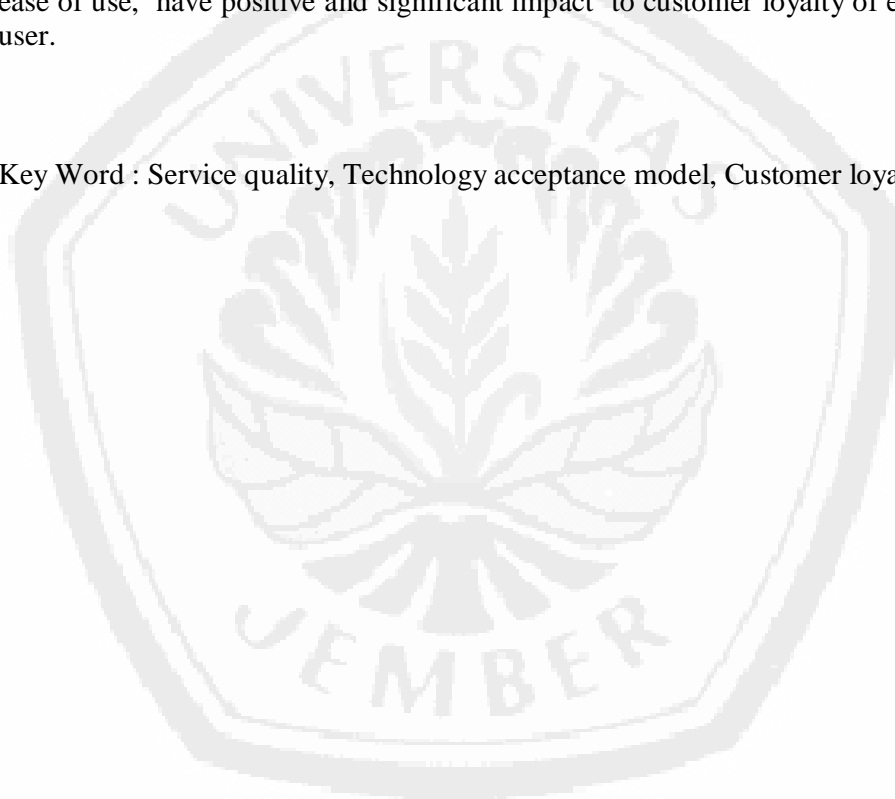 ease of use, have positive and significant impact to customer loyalty of
user.
Key Word : Service quality, Technology acceptance model, Customer
UNIVERSITAS
JEMBER